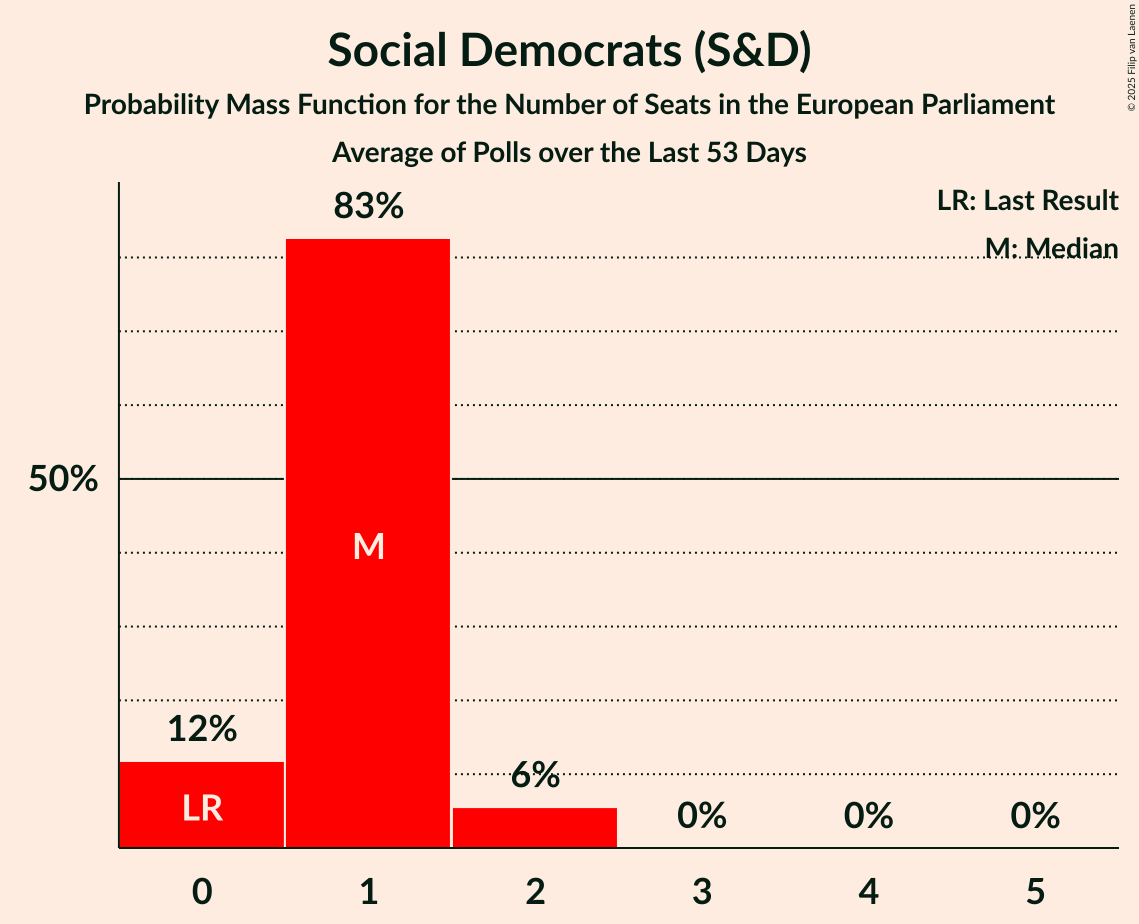 Social Democrats (S&D)
Probability Mass Function for the Number of Seats in the European Parliament
Average of Polls over the Last 53 Days
© 2025 Filip van Laenen
LR: Last Result
M: Median
83%
50%
M
12%
LR
6%
0%
0%
0%
0
1
2
3
4
5